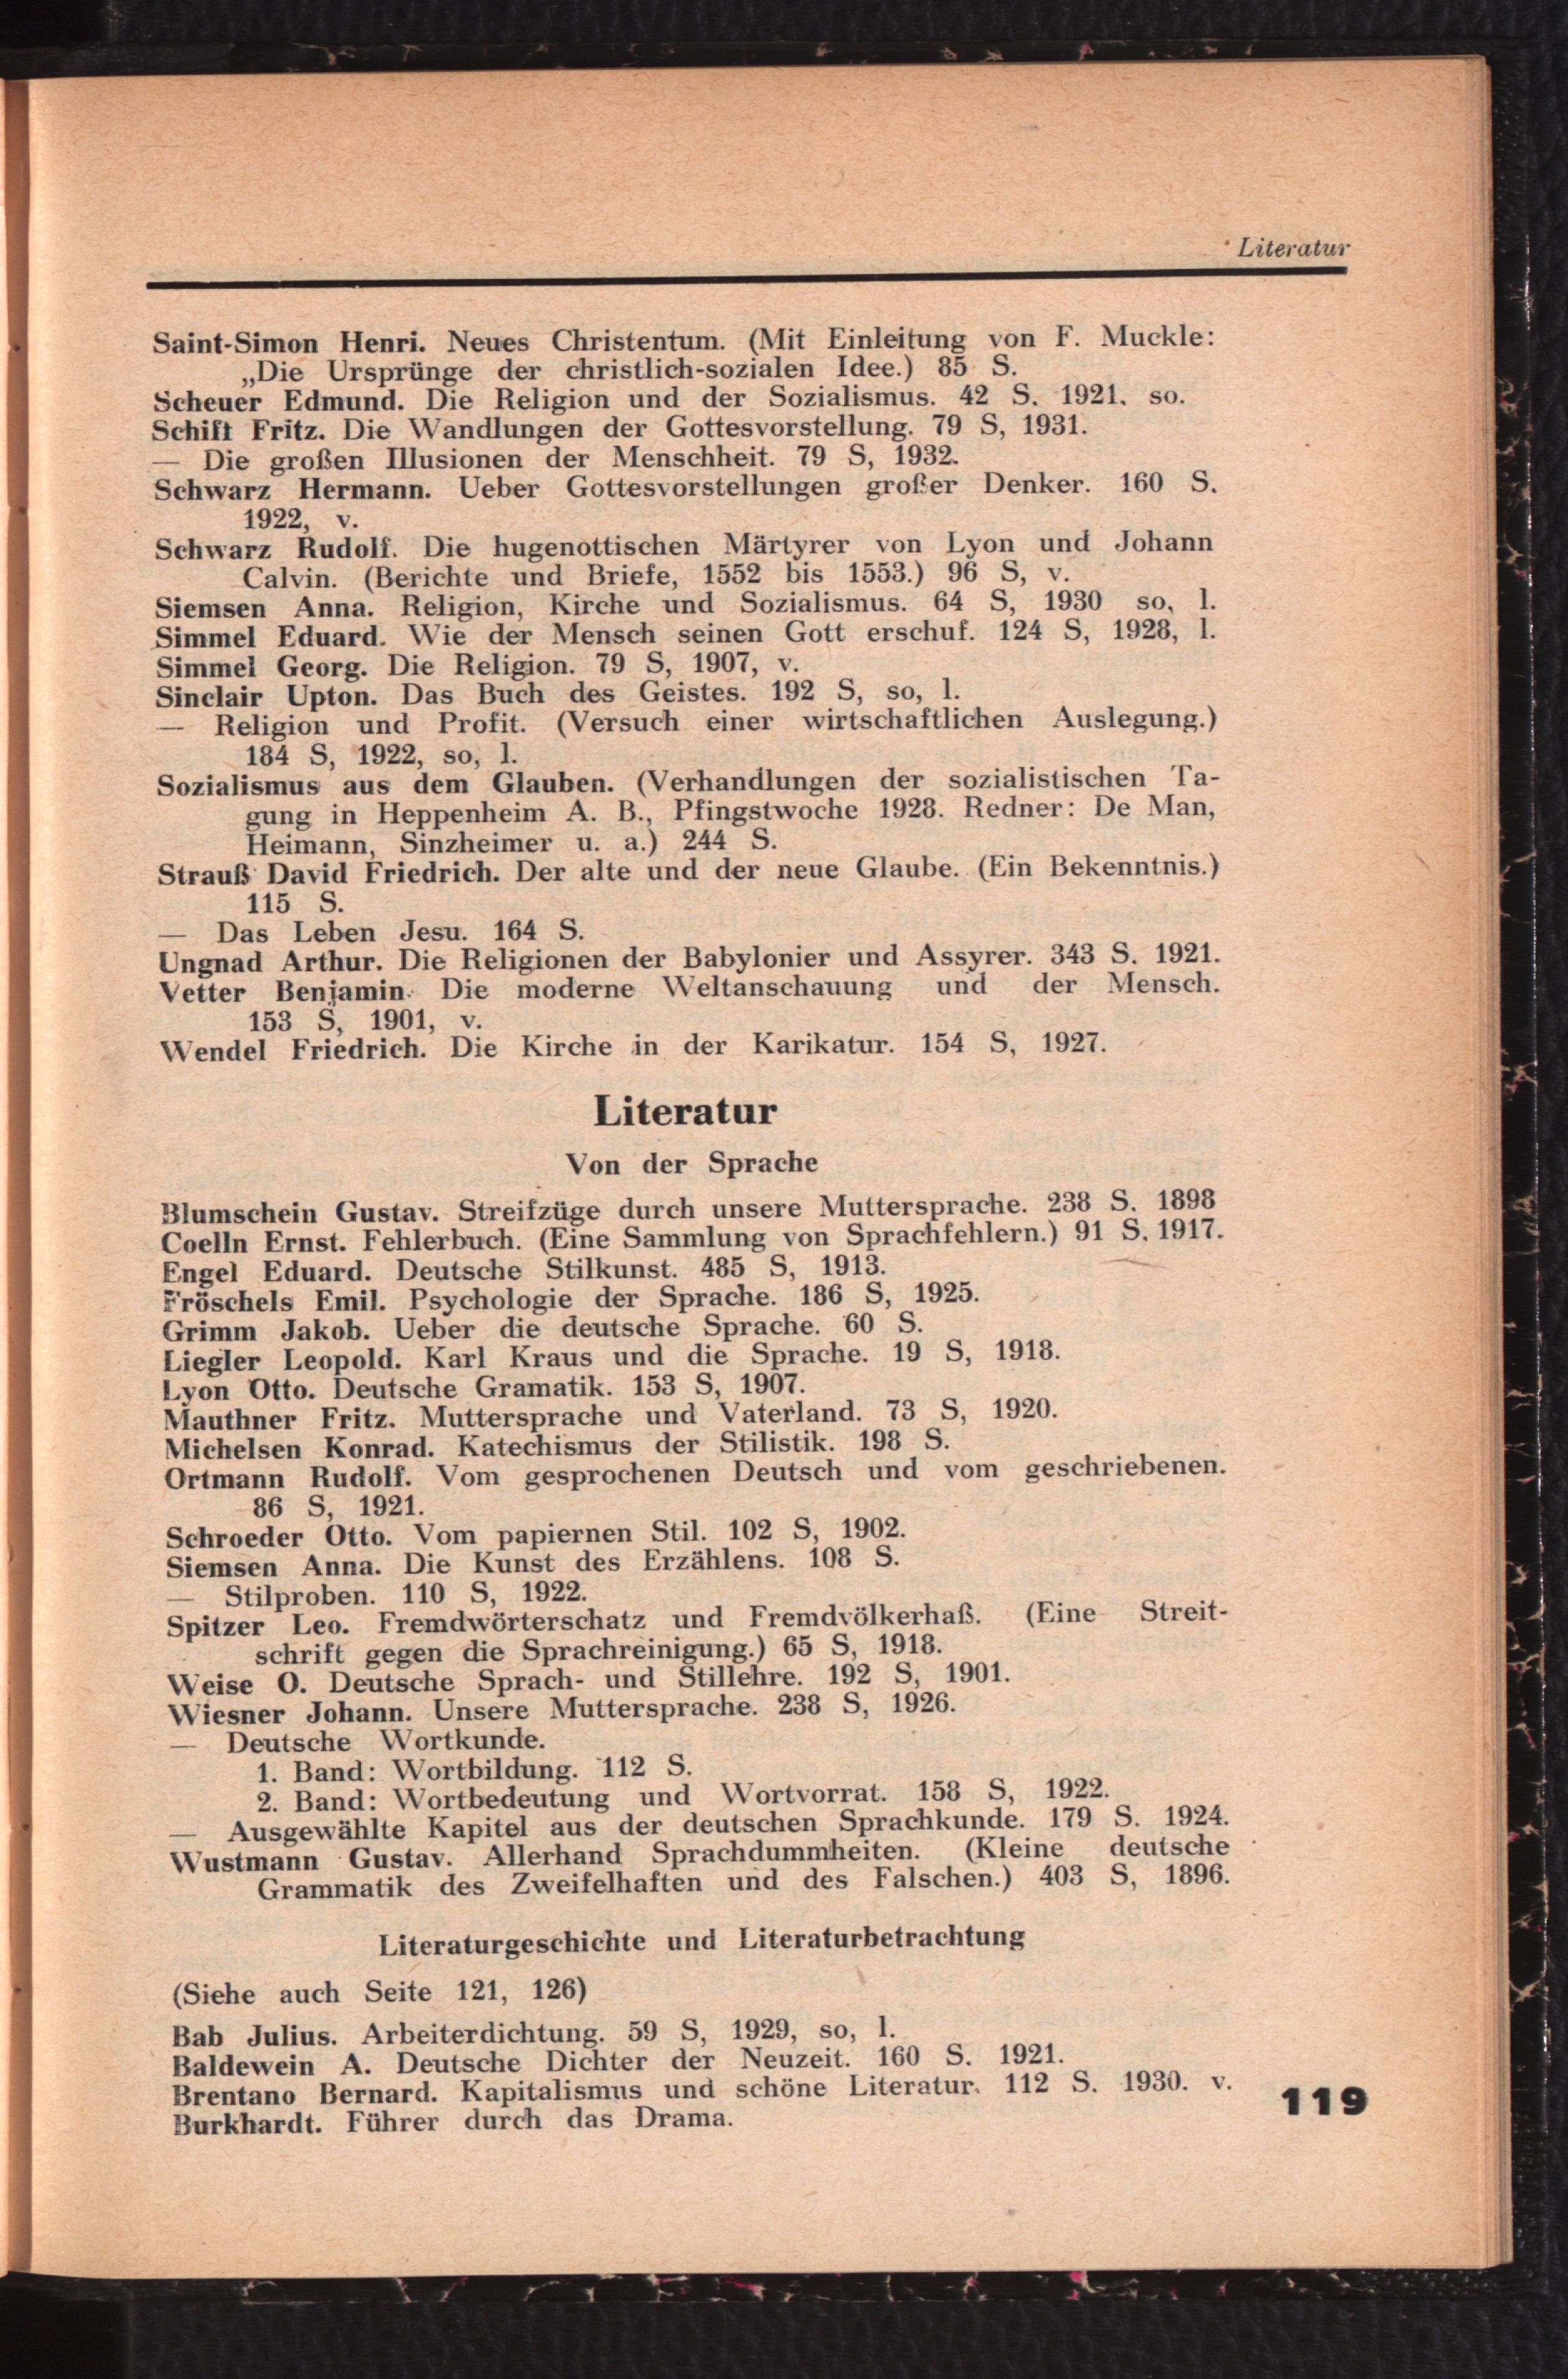 Literatur
Saint-Simon Henri. Neues Christentum. (Mit Einleitung von F. Muckle:
„Die Ursprünge der christlich-sozialen Idee.) 85 S.
Scheuer Edmund. Die Religion und der Sozialismus. 42 S. 1921. so.
Schift Fritz. Die Wandlungen der Gottesvorstellung. 79 S, 1931.
— Die großen Illusionen der Menschheit. 79 S, 1932.
Schwarz Hermann. Ueber Gottesvorstellungen großer Denker. 160 S.
1922, v.
Schwarz Rudolf. Die hugenottischen Märtyrer von Lyon und Johann
Calvin. (Berichte und Briefe, 1552 bis 1553.) 96 S, v.
Siemsen Anna. Religion, Kirche und Sozialismus. 64 S, 1930 so, l.
Simmel Eduard. Wie der Mensch seinen Gott erschuf. 124 S, 1928, l.
Simmel Georg. Die Religion. 79 S, 1907, v.
Sinclair Upton. Das Buch des Geistes. 192 S, so, l.
— Religion und Profit. (Versuch einer wirtschaftlichen Auslegung.)
184 S, 1922, so, l.
Sozialismus aus dem Glauben. (Verhandlungen der sozialistischen Ta-
gung in Heppenheim A. B., Pfingstwoche 1928. Redner: De Man,
Heimann, Sinzheimer u. a.) 244 S.
Strauß David Friedrich. Der alte und der neue Glaube. (Ein Bekenntnis.)
115 S.
— Das Leben Jesu. 164 S.
Ungnad Arthur. Die Religionen der Babylonier und Assyrer. 343 S. 1921.
Vetter Benjamin. Die moderne Weltanschauung und der Mensch.
153 S, 1901, v.
Wendel Friedrich. Die Kirche in der Karikatur. 154 S, 1927.
Literatur
Von der Sprache
Blumschein Gustav. Streifzüge durch unsere Muttersprache. 238 S. 1898
Coelln Ernst. Fehlerbuch. (Eine Sammlung von Sprachfehlern.) 91 S. 1917.
Engel Eduard. Deutsche Stilkunst. 485 S, 1913.
Fröschels Emil. Psychologie der Sprache. 186 S, 1925.
Grimm Jakob. Ueber die deutsche Sprache. 60 S.
Liegler Leopold. Karl Kraus und die Sprache. 19 S, 1918.
Lyon Otto. Deutsche Gramatik. 153 S, 1907.
Mauthner Fritz. Muttersprache und Vaterland. 73 S, 1920.
Michelsen Konrad. Katechismus der Stilistik. 198 S.
Ortmann Rudolf. Vom gesprochenen Deutsch und vom geschriebenen.
86 S, 1921.
Schroeder Otto. Vom papiernen Stil. 102 S, 1902.
Siemsen Anna. Die Kunst des Erzählens. 108 S.
— Stilproben. 110 S, 1922.
Spitzer Leo. Fremdwörterschatz und Fremdvölkerhaß. (Eine Streit-
schrift gegen die Sprachreinigung.) 65 S, 1918.
Weise O. Deutsche Sprach- und Stillehre. 192 S, 1901.
Wiesner Johann. Unsere Muttersprache. 238 S, 1926.
— Deutsche Wortkunde.
1. Band: Wortbildung. 112 S.
2. Band: Wortbedeutung und Wortvorrat. 158 S, 1922.
— Ausgewählte Kapitel aus der deutschen Sprachkunde. 179 S. 1924.
Wustmann Gustav. Allerhand Sprachdummheiten. (Kleine deutsche
Grammatik des Zweifelhaften und des Falschen.) 403 S, 1896.
Literaturgeschichte und Literaturbetrachtung
(Siehe auch Seite 121, 126)
Bab Julius. Arbeiterdichtung. 59 S, 1929, so, l.
Baldewein A. Deutsche Dichter der Neuzeit. 160 S. 1921.
Brentano Bernard. Kapitalismus und schöne Literatur. 112 S. 1930. v.
Burkhardt. Führer durch das Drama.
119